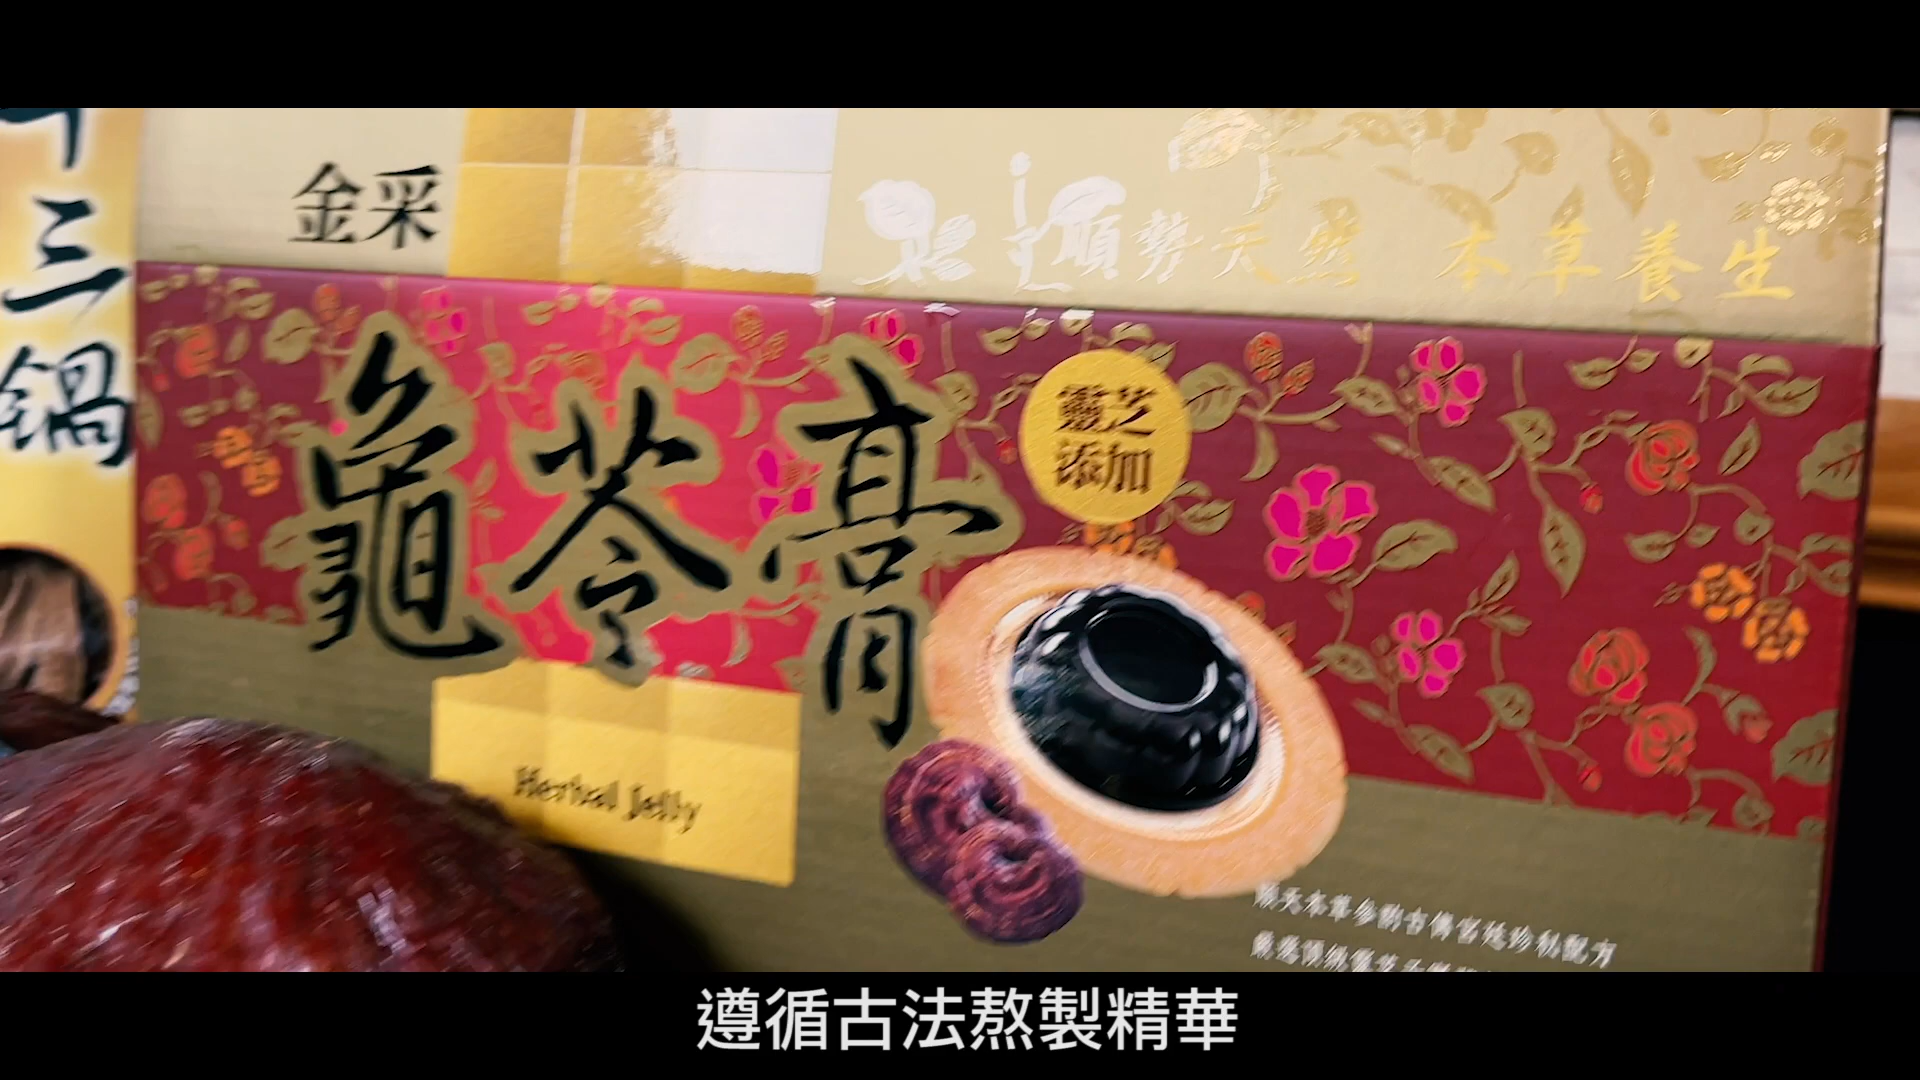 十三鍋
金采
順勢天然 本草養生
龜苓膏
靈芝
添加
Herbal Jelly
遵循古法熬製精華